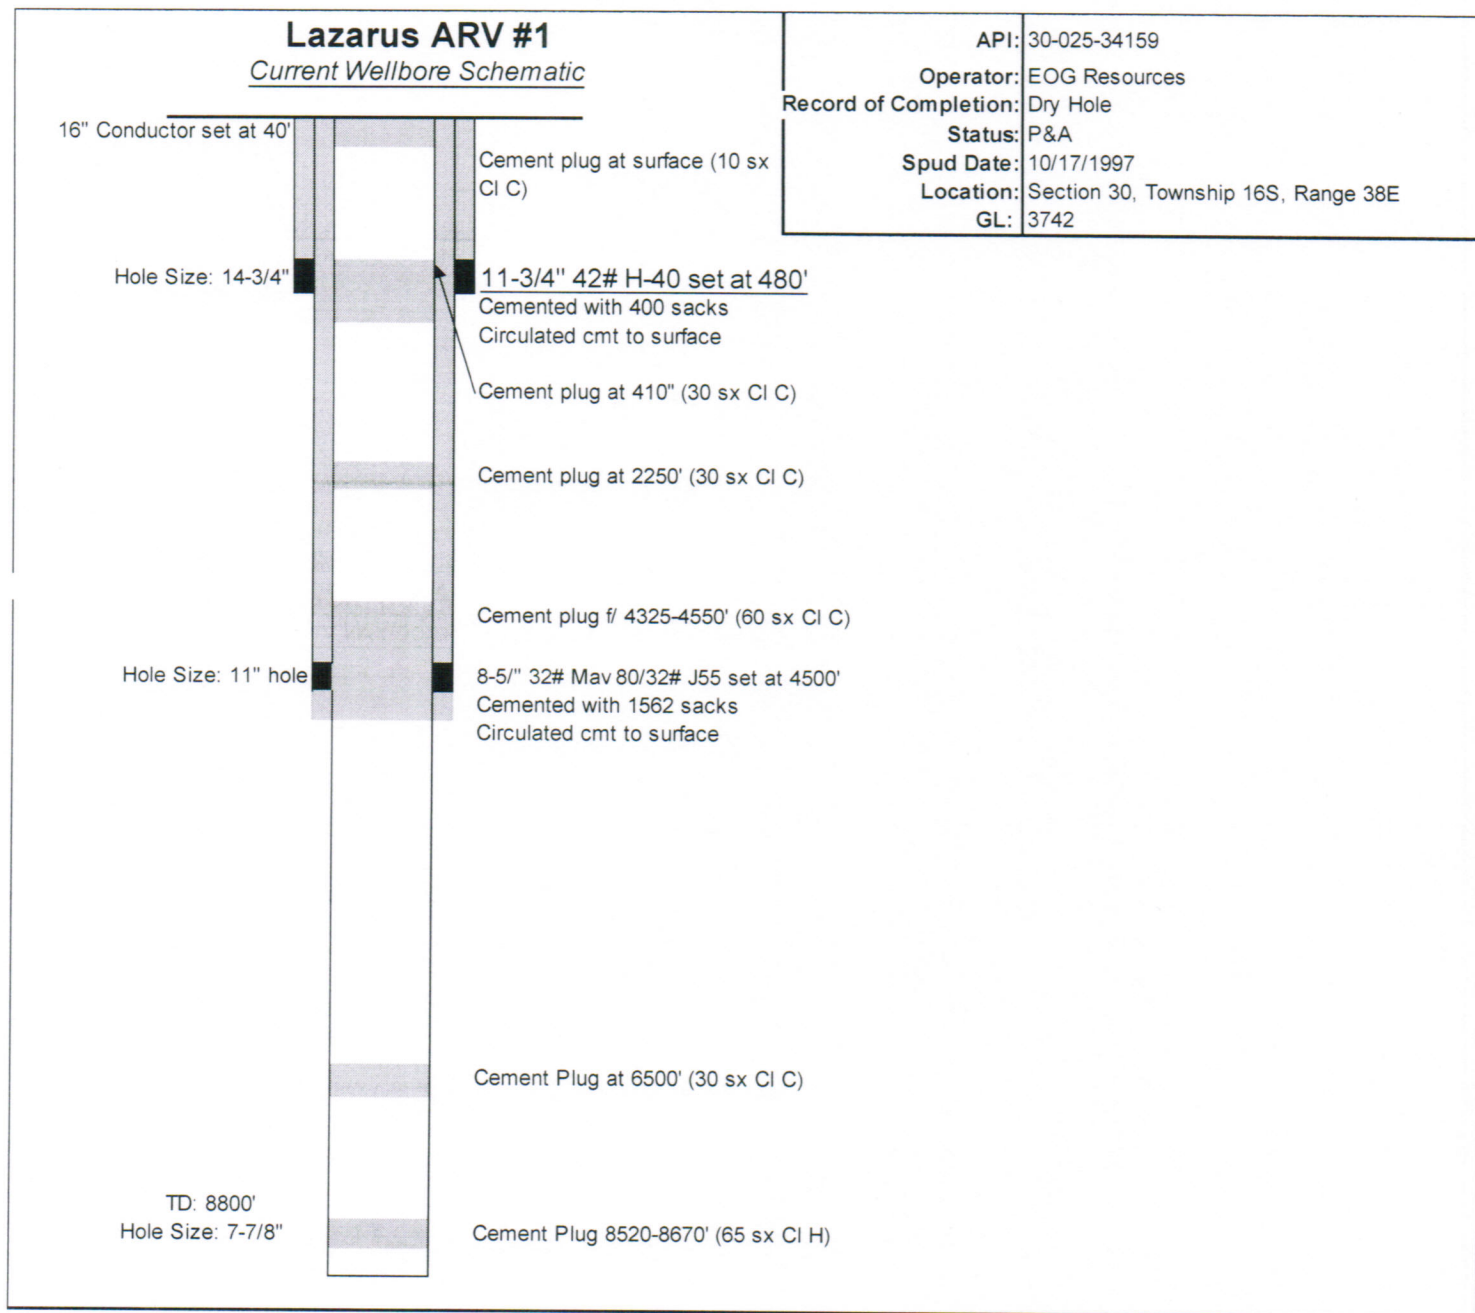 Lazarus ARV #1
Current Wellbore Schematic
API: 30-025-34159
Operator: EOG Resources
Record of Completion: Dry Hole
Status: P&A
Spud Date: 10/17/1997
Location: Section 30, Township 16S, Range 38E
GL: 3742
16" Conductor set at 40'
Cement plug at surface (10 sx
Cl C)
Hole Size: 14-3/4"
11-3/4" 42# H-40 set at 480'
Cemented with 400 sacks
Circulated cmt to surface
Cement plug at 410" (30 sx Cl C)
Cement plug at 2250' (30 sx Cl C)
Cement plug f/ 4325-4550' (60 sx Cl C)
Hole Size: 11" hole
8-5/" 32# Mav 80/32# J55 set at 4500'
Cemented with 1562 sacks
Circulated cmt to surface
Cement Plug at 6500' (30 sx Cl C)
TD: 8800'
Hole Size: 7-7/8"
Cement Plug 8520-8670' (65 sx Cl H)